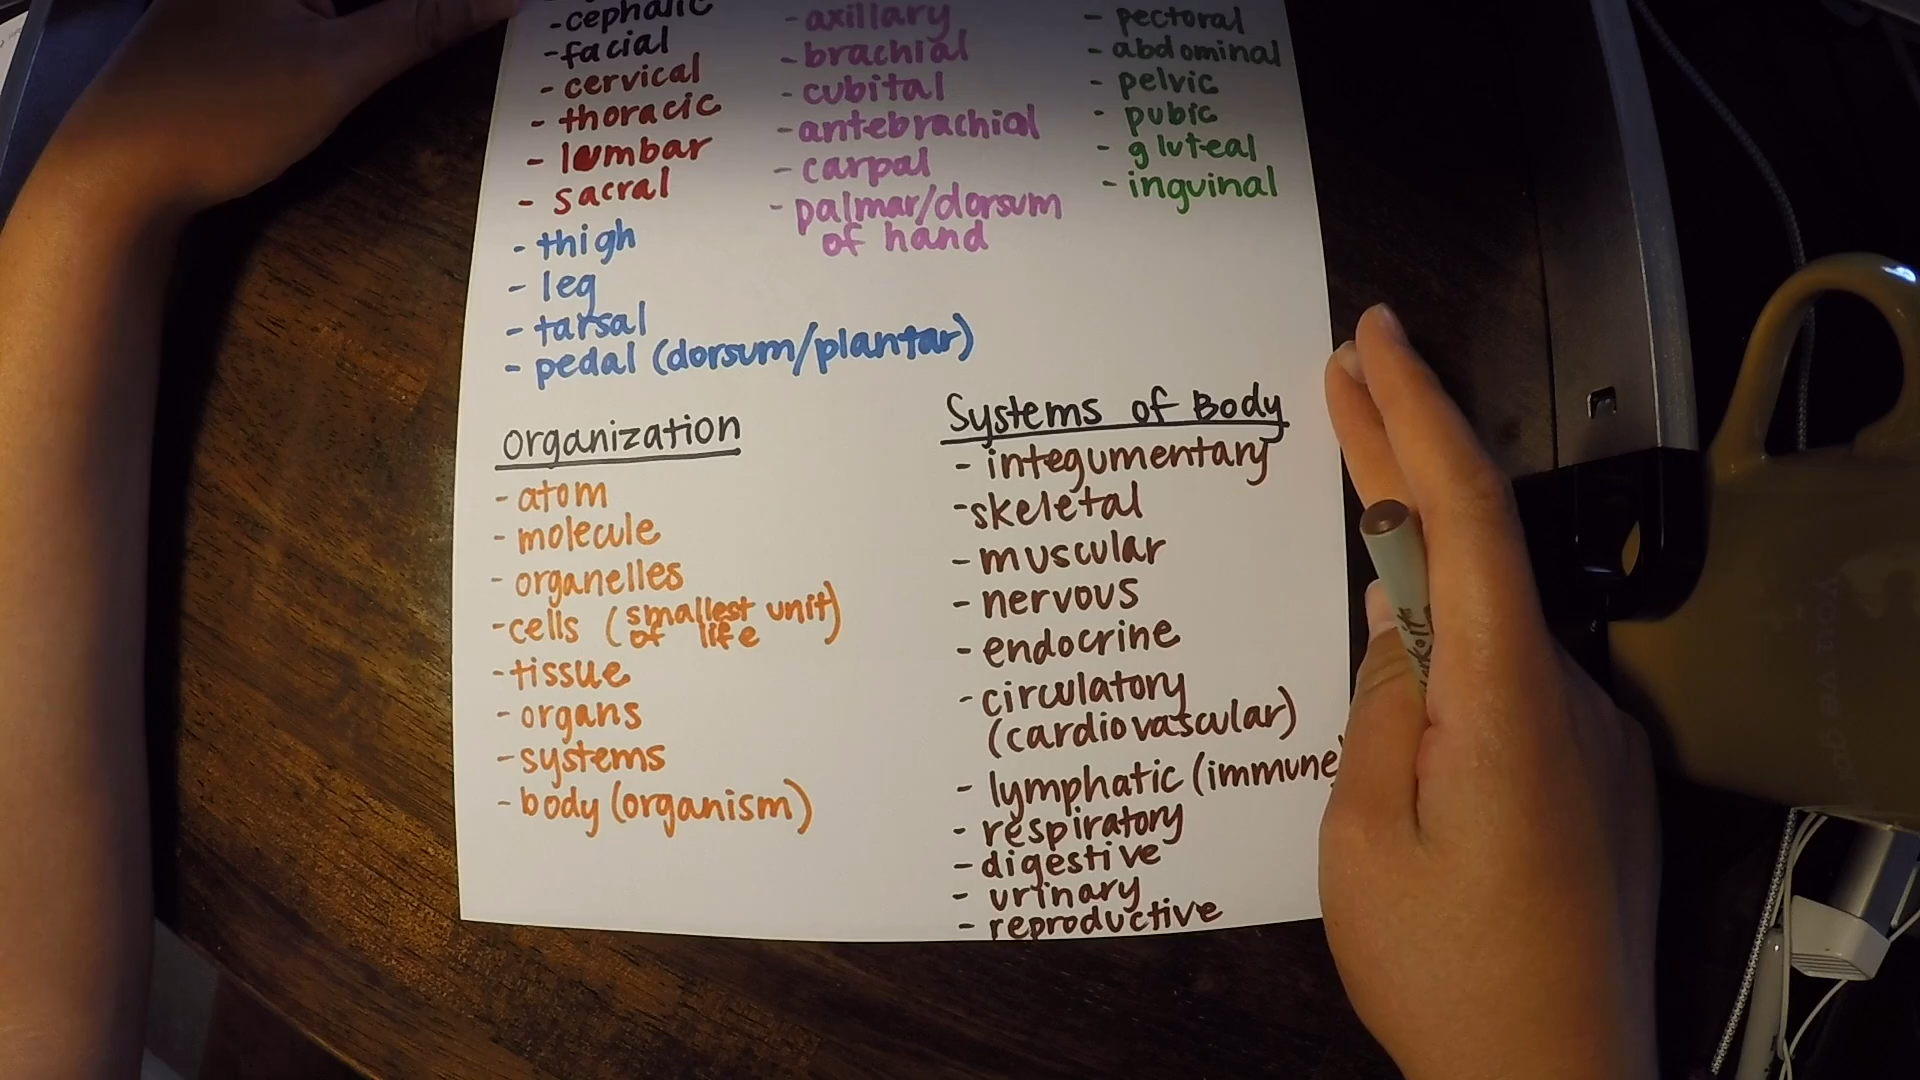 -cephalic
-facial
- cervical
- thoracic
- lumbar
- sacral
- thigh
- leg
- tarsal
- pedal (dorsum/plantar)
- axillary
- brachial
- cubital
- antebrachial
- carpal
- palmar/dorsum
of hand
- pectoral
- abdominal
- pelvic
- pubic
- gluteal
- inguinal
organization
- atom
- molecule
- organelles
-cells (smallest unit)
of life
-tissue
- organs
- systems
- body (organism)
Systems of Body
- integumentary
-skeletal
- muscular
- nervous
- endocrine
- circulatory
(cardiovascular)
- lymphatic (immune)
- respiratory
- digestive
- urinary
- reproductive